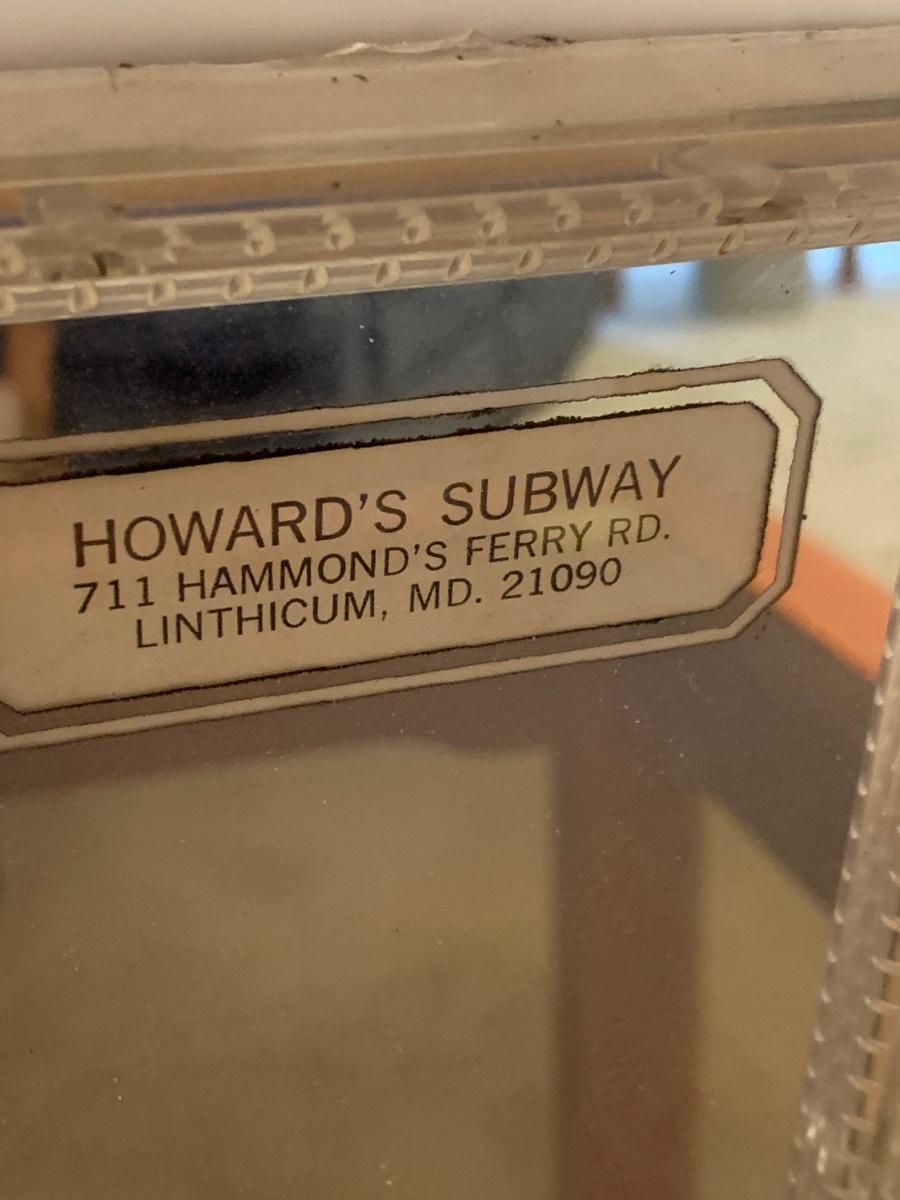 HOWARD'S SUBWAY
711 HAMMOND'S FERRY RD.
LINTHICUM, MD. 21090